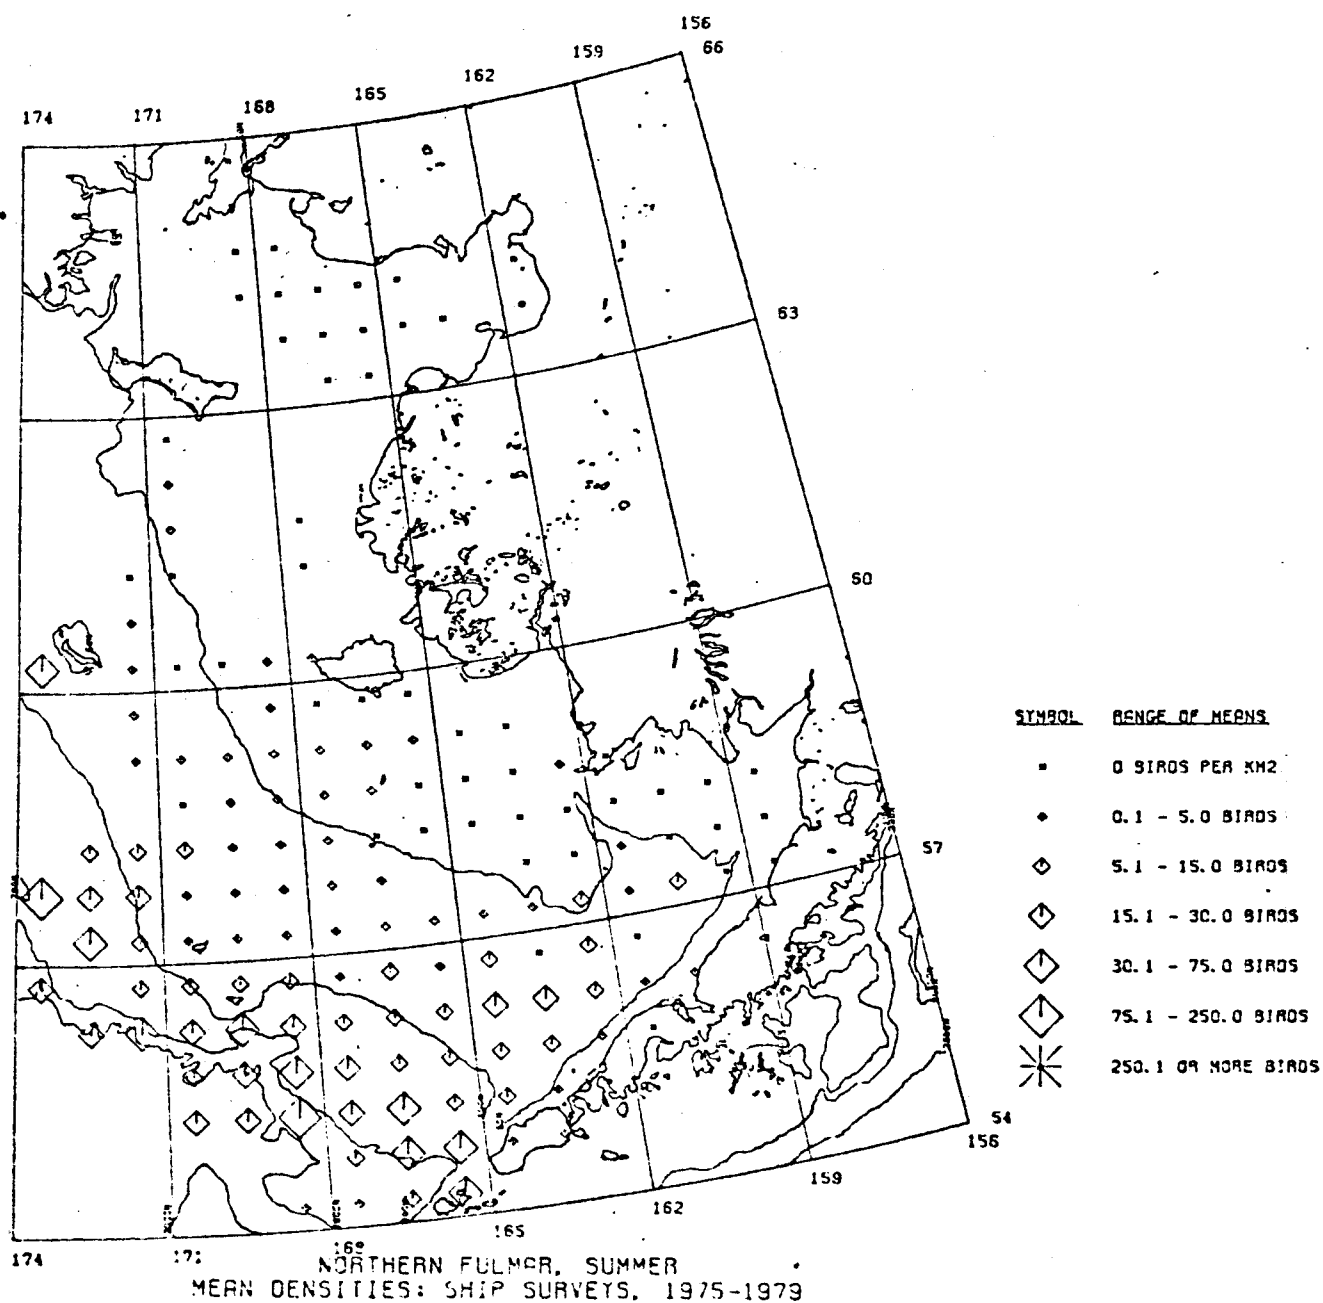 156
159 66
162
165
168
174 171
63
60
SYMBOL RANGE OF MEANS
0 BIRDS PER KM2
0.1 - 5.0 BIRDS
57
5.1 - 15.0 BIRDS
15.1 - 30.0 BIRDS
30.1 - 75.0 BIRDS
75.1 - 250.0 BIRDS
250.1 OR MORE BIRDS
54
156
159
162
165
168
171
174
NORTHERN FULMAR, SUMMER
MEAN DENSITIES: SHIP SURVEYS, 1975-1979